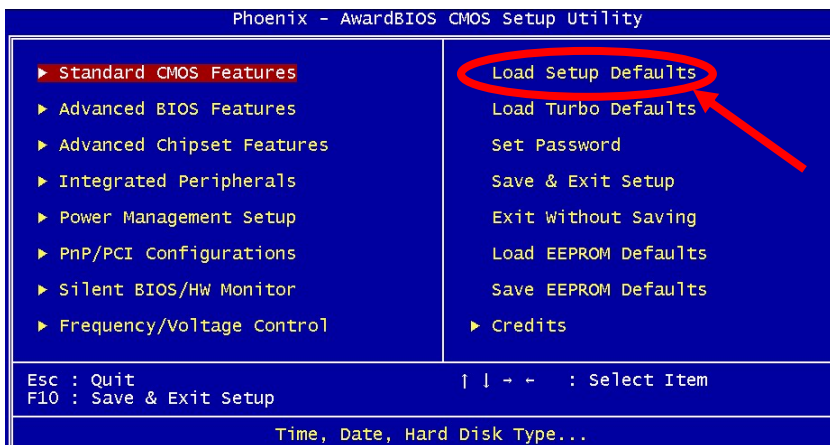 Phoenix - AwardBIOS CMOS Setup Utility
▶ Standard CMOS Features
▶ Advanced BIOS Features
▶ Advanced Chipset Features
▶ Integrated Peripherals
▶ Power Management Setup
▶ PnP/PCI Configurations
▶ Silent BIOS/HW Monitor
▶ Frequency/Voltage Control
Load Setup Defaults
Load Turbo Defaults
Set Password
Save & Exit Setup
Exit Without Saving
Load EEPROM Defaults
Save EEPROM Defaults
▶ Credits
Esc : Quit
F10 : Save & Exit Setup
↑ ↓ → ← : Select Item
Time, Date, Hard Disk Type...